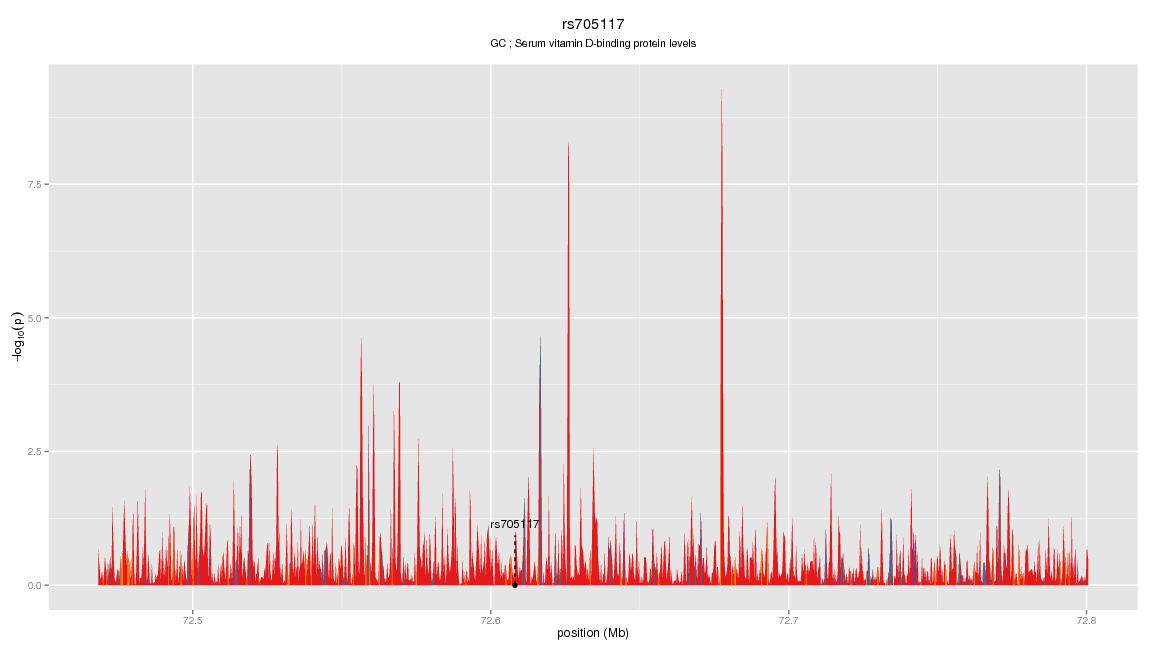 rs705117
GC ; Serum vitamin D-binding protein levels
7.5
5.0
2.5
0.0
−log10(p)
rs705117
72.5 72.6 72.7 72.8
position (Mb)